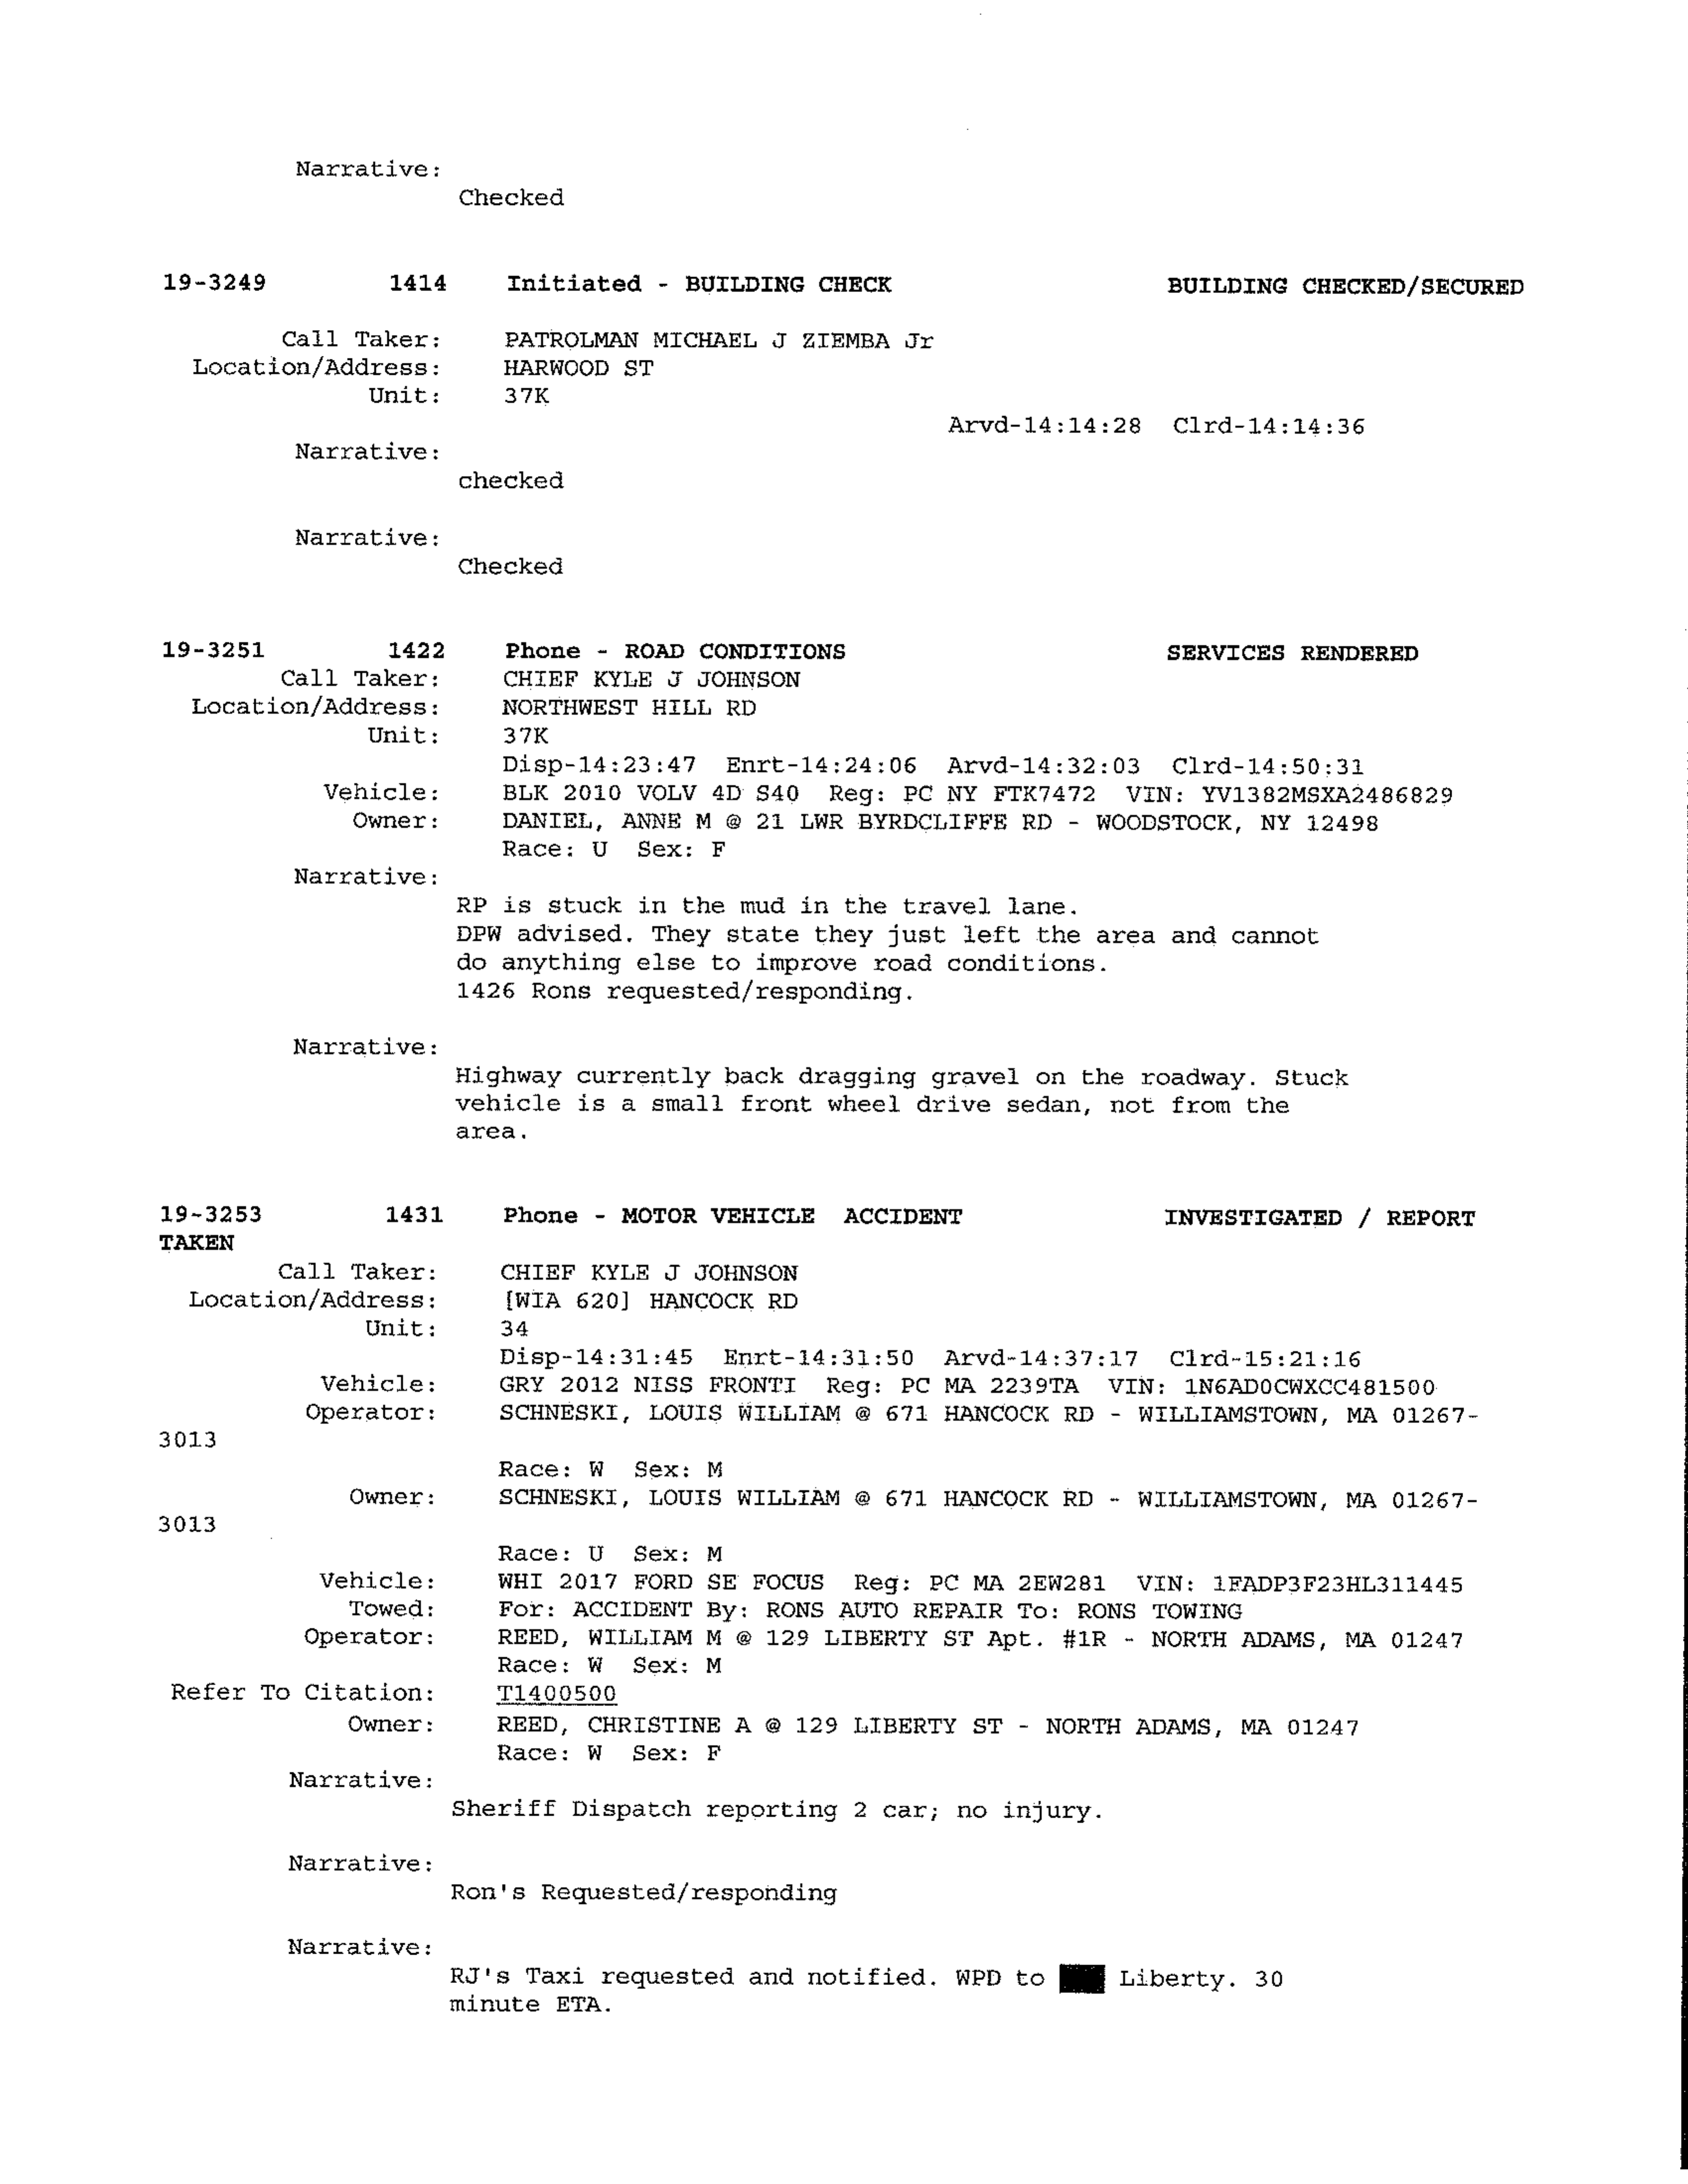 Narrative:
Checked
19-3249 1414 Initiated - BUILDING CHECK BUILDING CHECKED/SECURED
Call Taker: PATROLMAN MICHAEL J ZIEMBA Jr
Location/Address: HARWOOD ST
Unit: 37K
Arvd-14:14:28 Clrd-14:14:36
Narrative:
checked
Narrative:
Checked
19-3251 1422 Phone - ROAD CONDITIONS SERVICES RENDERED
Call Taker: CHIEF KYLE J JOHNSON
Location/Address: NORTHWEST HILL RD
Unit: 37K
Disp-14:23:47 Enrt-14:24:06 Arvd-14:32:03 Clrd-14:50:31
Vehicle: BLK 2010 VOLV 4D S40 Reg: PC NY FTK7472 VIN: YV1382MSXA2486829
Owner: DANIEL, ANNE M @ 21 LWR BYRDCLIFFE RD - WOODSTOCK, NY 12498
Race: U Sex: F
Narrative:
RP is stuck in the mud in the travel lane.
DPW advised. They state they just left the area and cannot
do anything else to improve road conditions.
1426 Rons requested/responding.
Narrative:
Highway currently back dragging gravel on the roadway. Stuck
vehicle is a small front wheel drive sedan, not from the
area.
19-3253 1431 Phone - MOTOR VEHICLE ACCIDENT INVESTIGATED / REPORT
TAKEN
Call Taker: CHIEF KYLE J JOHNSON
Location/Address: [WIA 620] HANCOCK RD
Unit: 34
Disp-14:31:45 Enrt-14:31:50 Arvd-14:37:17 Clrd-15:21:16
Vehicle: GRY 2012 NISS FRONTI Reg: PC MA 2239TA VIN: 1N6AD0CWXCC481500
Operator: SCHNESKI, LOUIS WILLIAM @ 671 HANCOCK RD - WILLIAMSTOWN, MA 01267-
3013
Race: W Sex: M
Owner: SCHNESKI, LOUIS WILLIAM @ 671 HANCOCK RD - WILLIAMSTOWN, MA 01267-
3013
Race: U Sex: M
Vehicle: WHI 2017 FORD SE FOCUS Reg: PC MA 2EW281 VIN: 1FADP3F23HL311445
Towed: For: ACCIDENT By: RONS AUTO REPAIR To: RONS TOWING
Operator: REED, WILLIAM M @ 129 LIBERTY ST Apt. #1R - NORTH ADAMS, MA 01247
Race: W Sex: M
Refer To Citation: T1400500
Owner: REED, CHRISTINE A @ 129 LIBERTY ST - NORTH ADAMS, MA 01247
Race: W Sex: F
Narrative:
Sheriff Dispatch reporting 2 car; no injury.
Narrative:
Ron's Requested/responding
Narrative:
RJ's Taxi requested and notified. WPD to Liberty. 30
minute ETA.